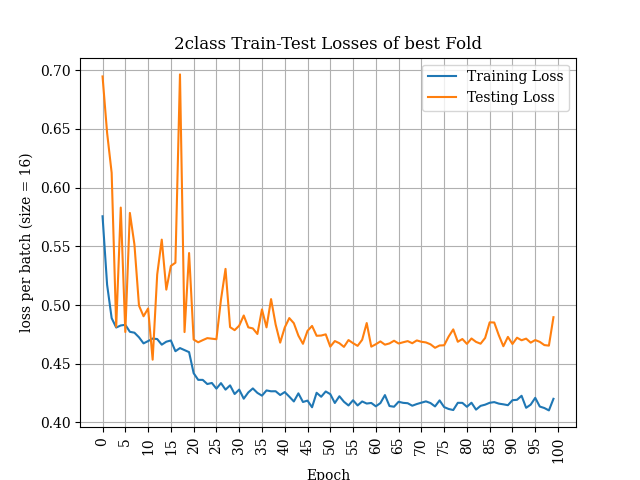 2class Train-Test Losses of best Fold
Training Loss
Testing Loss
loss per batch (size = 16)
0.70
0.65
0.60
0.55
0.50
0.45
0.40
0 5 10 15 20 25 30 35 40 45 50 55 60 65 70 75 80 85 90 95 100
Epoch